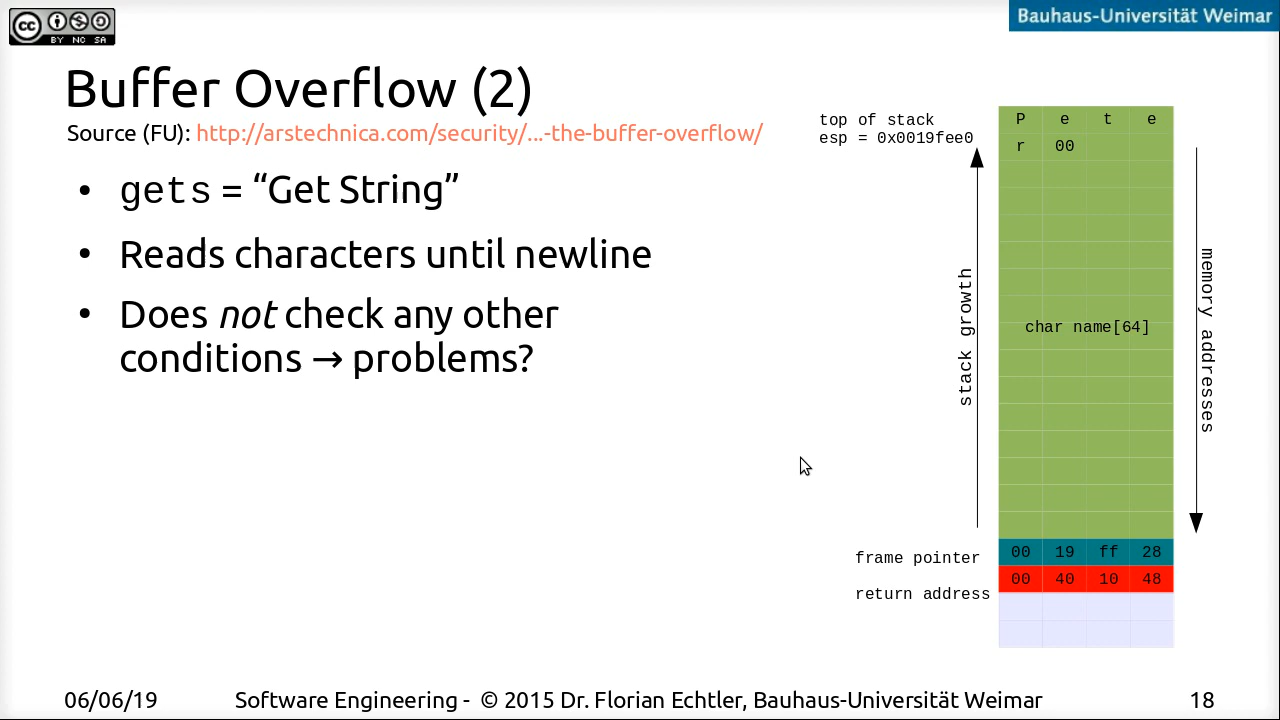 cc BY NC SA
Bauhaus-Universität Weimar
Buffer Overflow (2)
Source (FU): http://arstechnica.com/security/...-the-buffer-overflow/
• gets = “Get String”
• Reads characters until newline
• Does not check any other
conditions → problems?
top of stack
esp = 0x0019fee0
P e t e
r 00
stack growth
char name[64]
memory addresses
frame pointer
00 19 ff 28
return address
00 40 10 48
06/06/19
Software Engineering - © 2015 Dr. Florian Echtler, Bauhaus-Universität Weimar
18